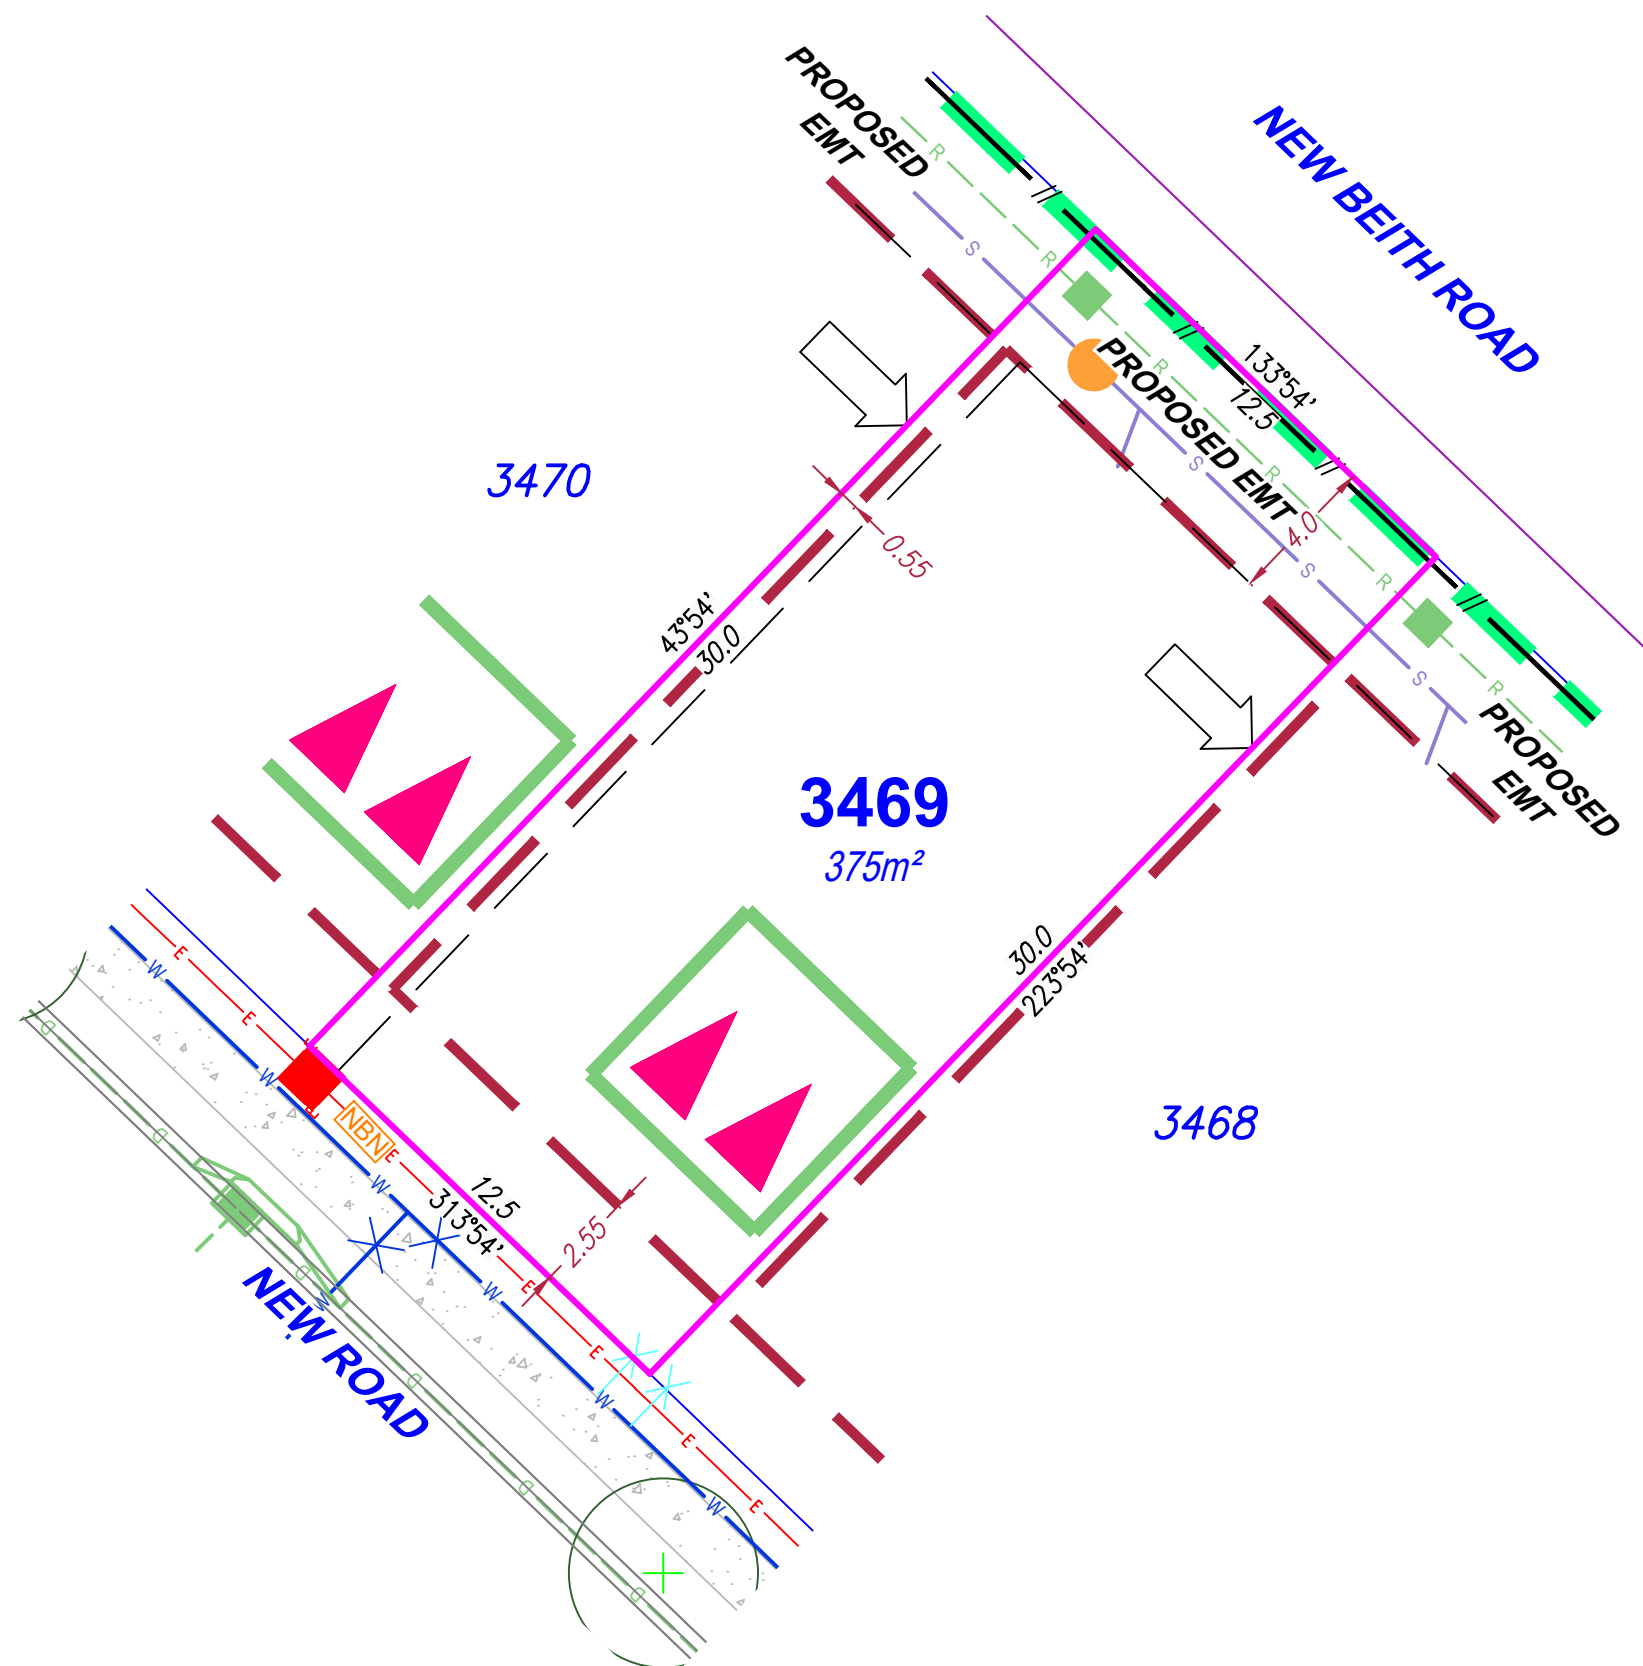 PROPOSED
EMT
NEW BEITH ROAD
R
S
R
133°54'
12.5
R
PROPOSED EMT
S
R
4.0
3470
0.55
S
R
43°54'
30.0
S
R
PROPOSED
EMT
3469
375m²
30.0
223°54'
E
W
E
D
W
E
NBN
E
D
W
3468
12.5
313°54'
2.55
D
W
E
W
NEW ROAD
E
D
W
E
D
W
E
D